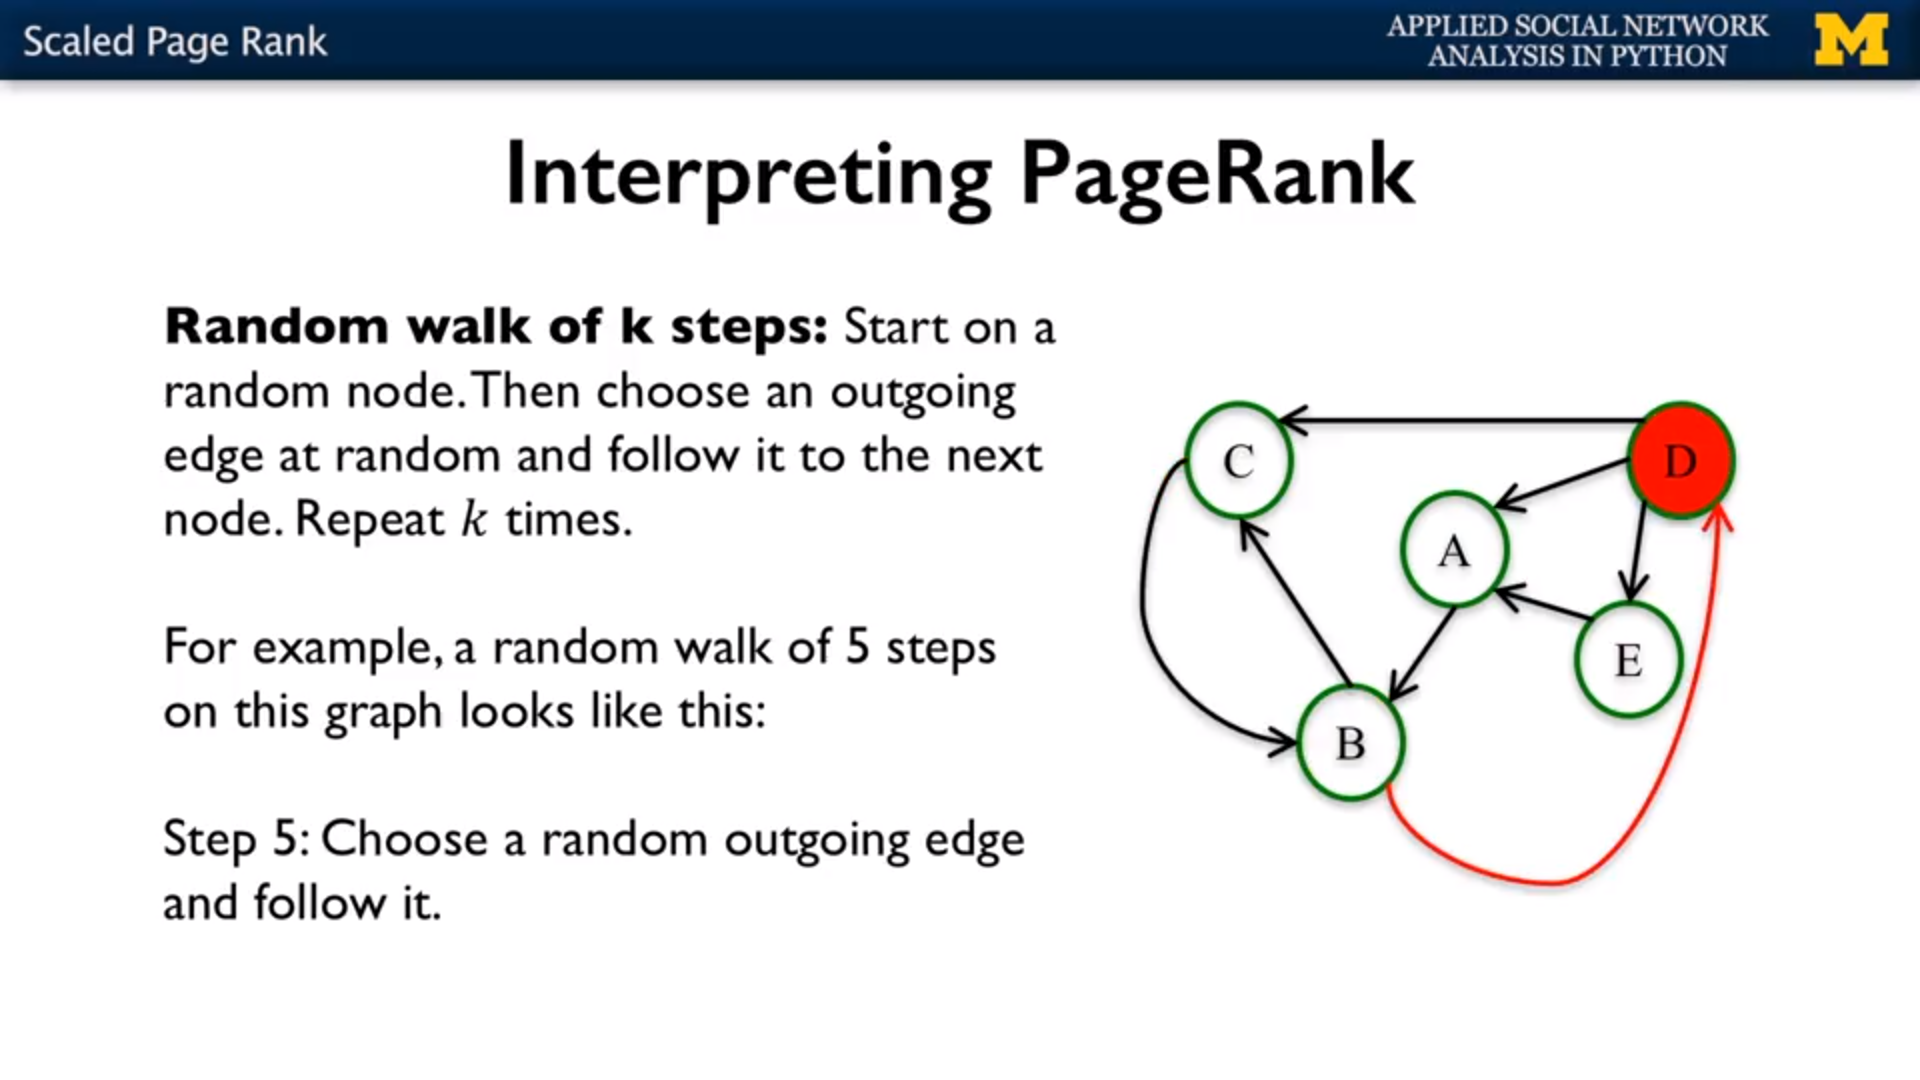 Scaled Page Rank
APPLIED SOCIAL NETWORK
ANALYSIS IN PYTHON
M
Interpreting PageRank
Random walk of k steps: Start on a
random node. Then choose an outgoing
edge at random and follow it to the next
node. Repeat k times.
For example, a random walk of 5 steps
on this graph looks like this:
Step 5: Choose a random outgoing edge
and follow it.
C
D
A
E
B